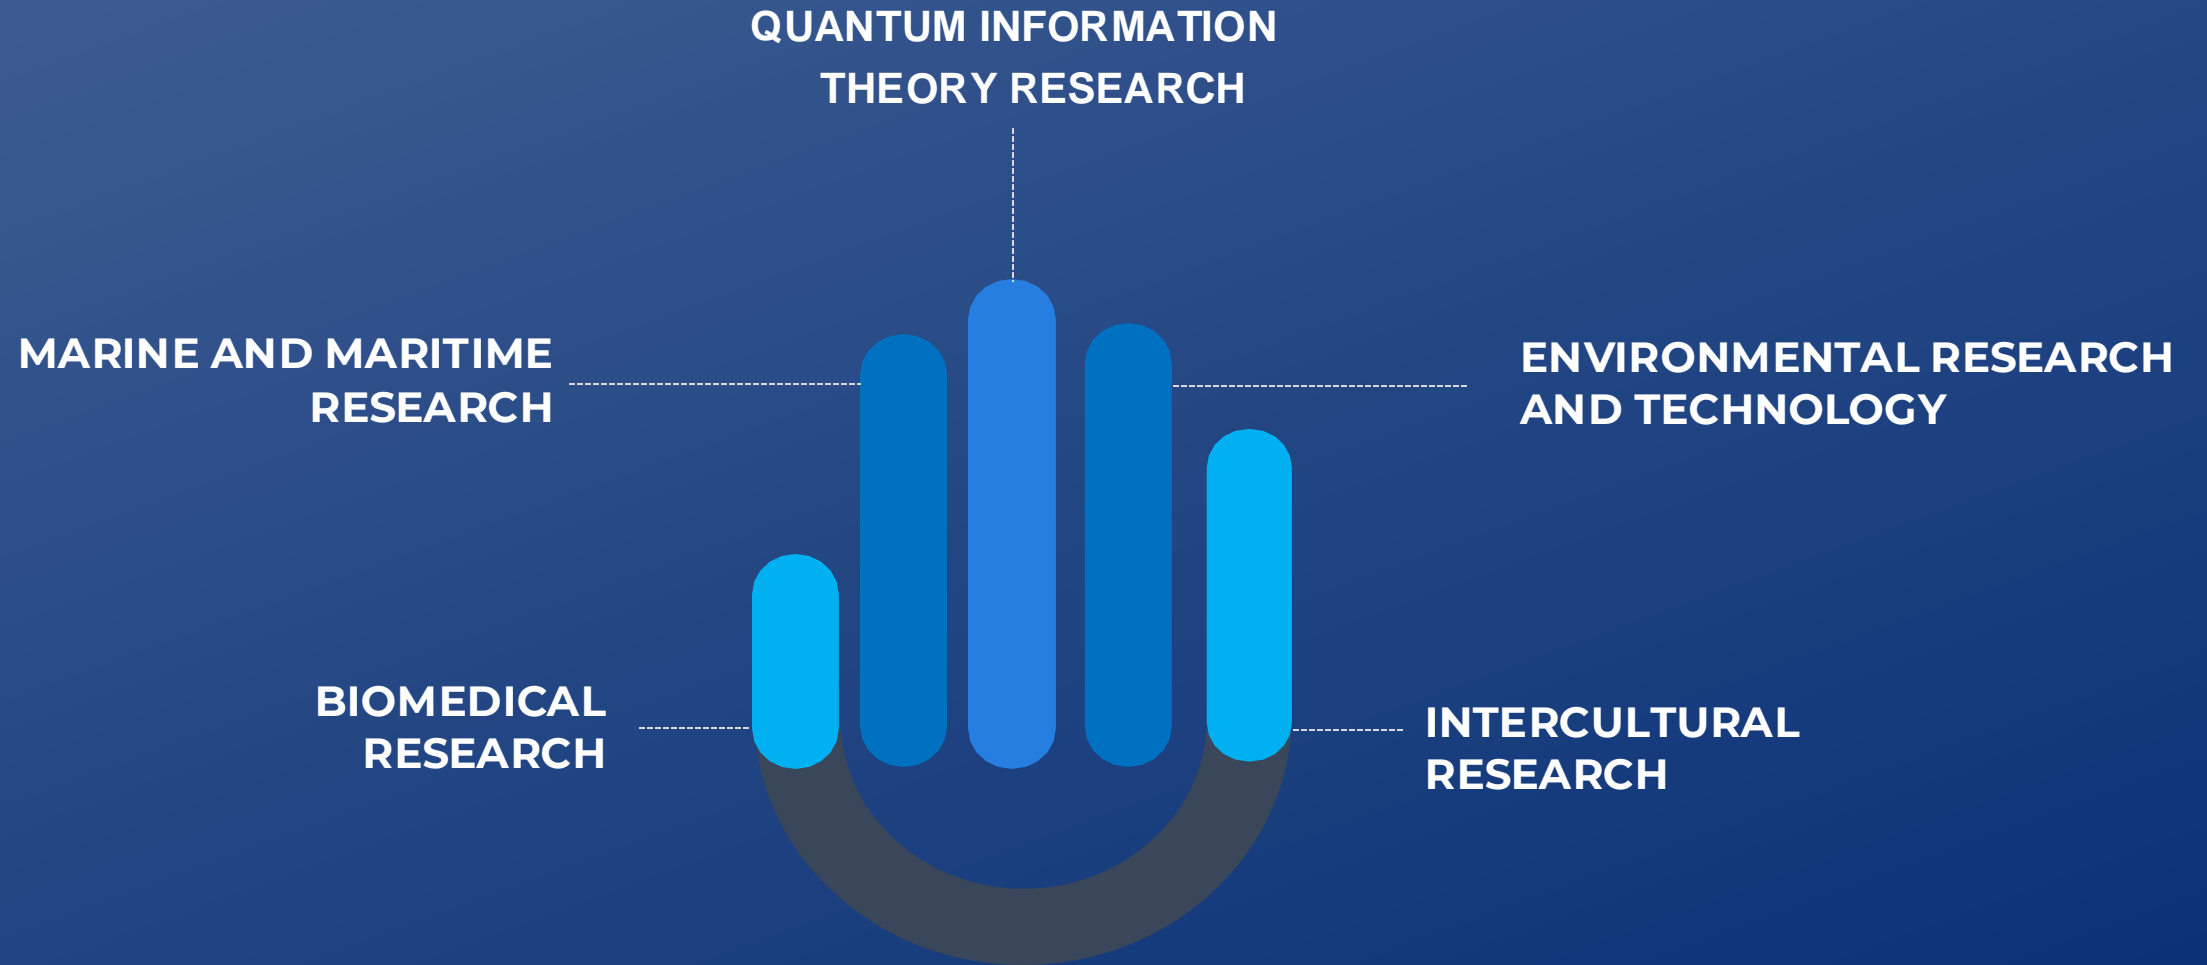 QUANTUM INFORMATION
THEORY RESEARCH
MARINE AND MARITIME
RESEARCH
ENVIRONMENTAL RESEARCH
AND TECHNOLOGY
BIOMEDICAL
RESEARCH
INTERCULTURAL
RESEARCH